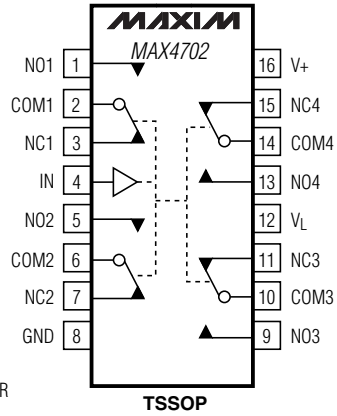 MAXIM
MAX4702
NO1 1
COM1 2
NC1 3
IN 4
NO2 5
COM2 6
NC2 7
GND 8
16 V+
15 NC4
14 COM4
13 NO4
12 VL
11 NC3
10 COM3
9 NO3
R
TSSOP